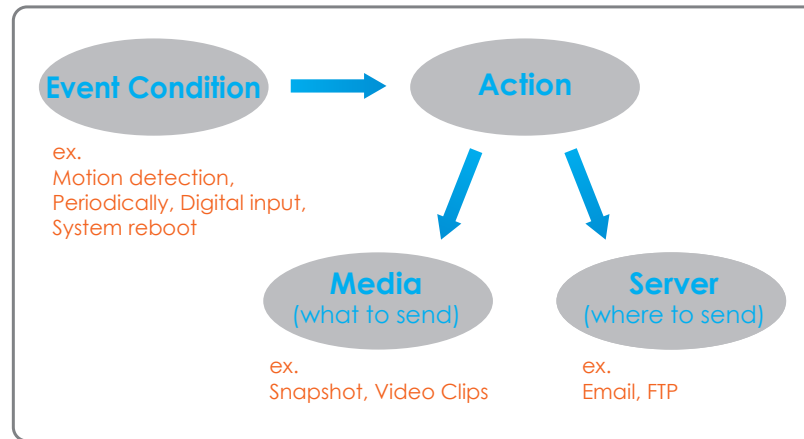 Event Condition
Action
ex.
Motion detection,
Periodically, Digital input,
System reboot
Media
(what to send)
Server
(where to send)
ex.
Snapshot, Video Clips
ex.
Email, FTP